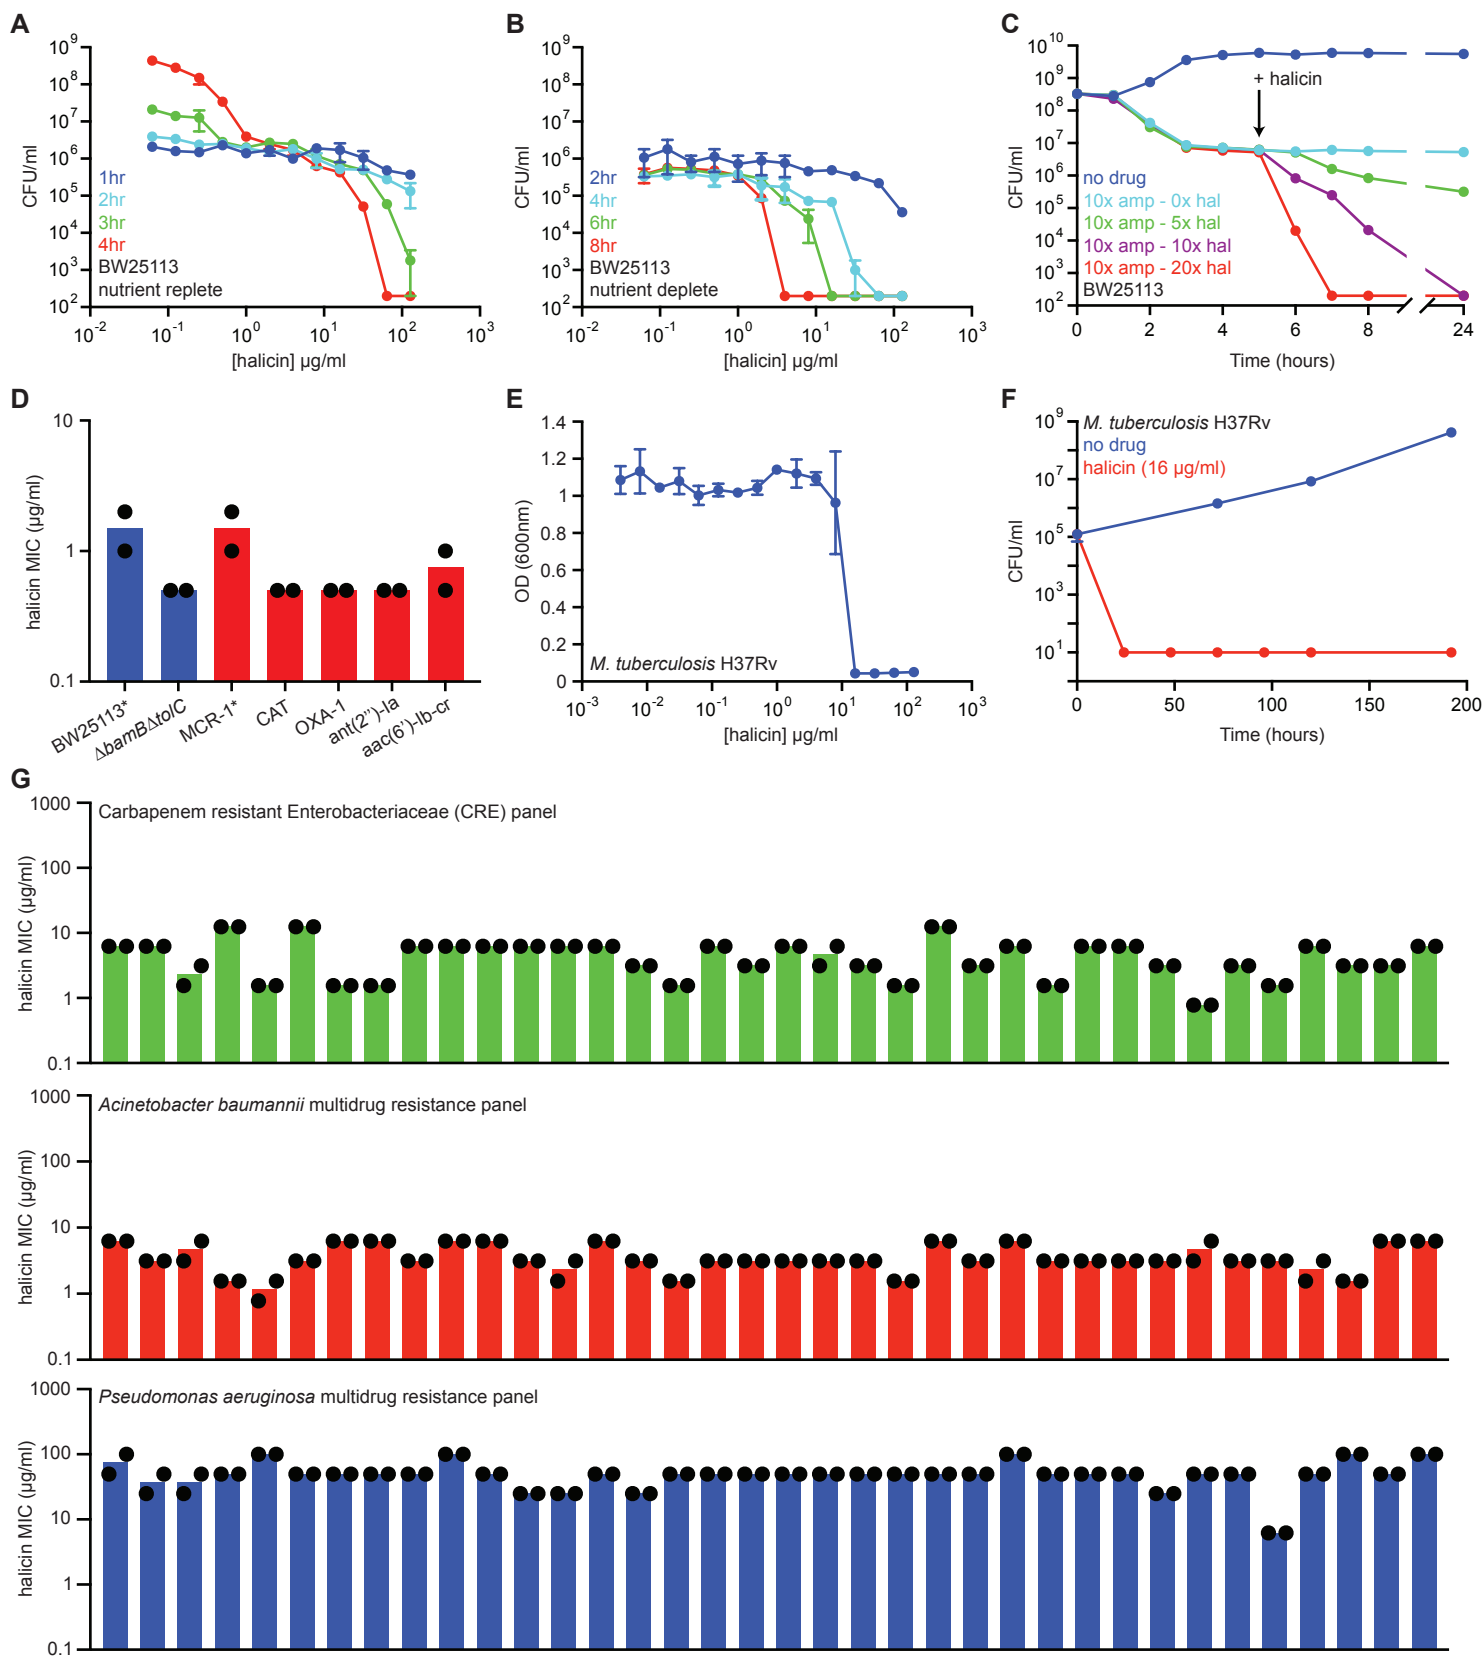 A
CFU/ml
10^9
10^8
10^7
10^6
10^5
10^4
10^3
10^2
1hr
2hr
3hr
4hr
BW25113
nutrient replete
10^-2
10^-1
10^0
10^1
10^2
10^3
[halicin] µg/ml
B
CFU/ml
10^9
10^8
10^7
10^6
10^5
10^4
10^3
10^2
2hr
4hr
6hr
8hr
BW25113
nutrient deplete
10^-2
10^-1
10^0
10^1
10^2
10^3
[halicin] µg/ml
C
CFU/ml
10^10
10^9
10^8
10^7
10^6
10^5
10^4
10^3
10^2
+ halicin
no drug
10x amp - 0x hal
10x amp - 5x hal
10x amp - 10x hal
10x amp - 20x hal
BW25113
0
2
4
6
8
24
Time (hours)
D
halicin MIC (µg/ml)
10
1
0.1
BW25113*
ΔbamBΔtolC
MCR-1*
CAT
OXA-1
ant(2")-Ia
aac(6')-Ib-cr
E
OD (600nm)
1.4
1.2
1.0
0.8
0.6
0.4
0.2
0
M. tuberculosis H37Rv
10^-3
10^-2
10^-1
10^0
10^1
10^2
10^3
[halicin] µg/ml
F
CFU/ml
10^9
10^7
10^5
10^3
10^1
M. tuberculosis H37Rv
no drug
halicin (16 µg/ml)
0
50
100
150
200
Time (hours)
G
halicin MIC (µg/ml)
1000
100
10
1
0.1
Carbapenem resistant Enterobacteriaceae (CRE) panel
halicin MIC (µg/ml)
1000
100
10
1
0.1
Acinetobacter baumannii multidrug resistance panel
halicin MIC (µg/ml)
1000
100
10
1
0.1
Pseudomonas aeruginosa multidrug resistance panel